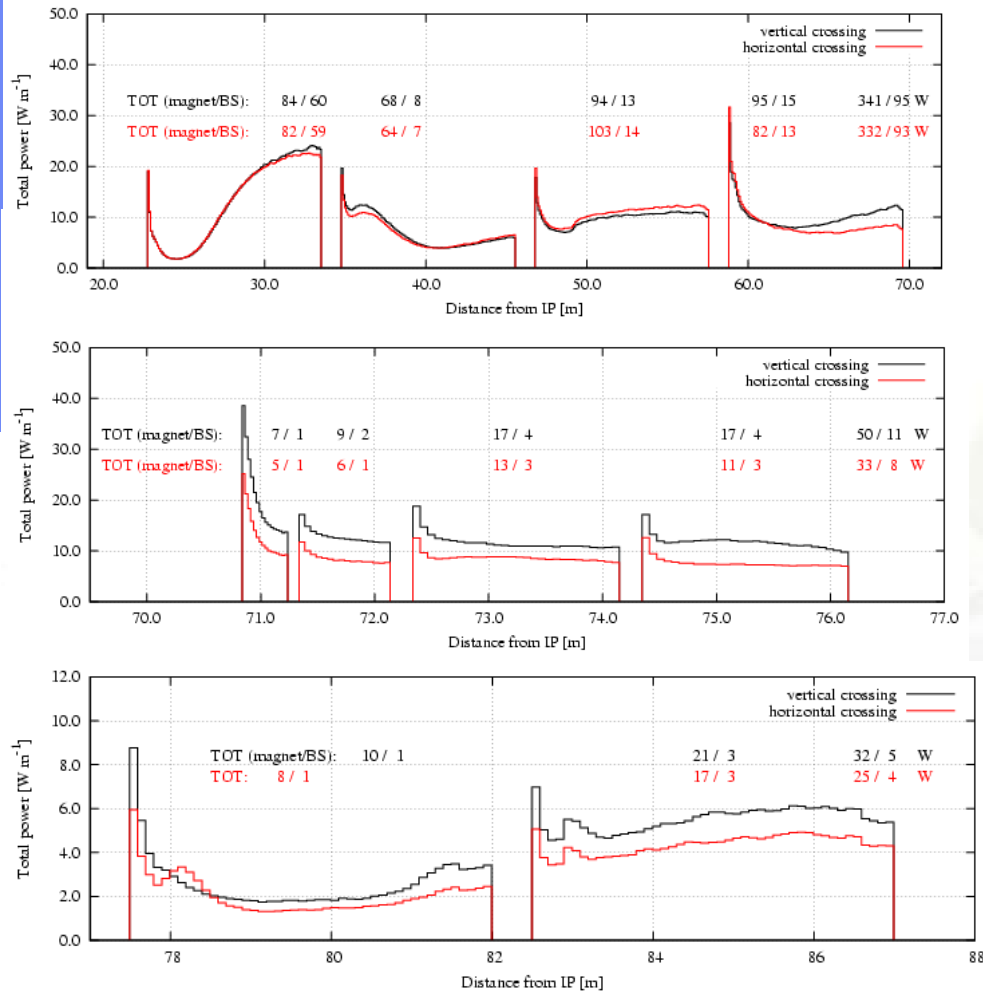 50.0
vertical crossing
horizontal crossing
40.0
30.0
TOT (magnet/BS): 84 / 60 68 / 8 94 / 13 95 / 15 341 / 95 W
TOT (magnet/BS): 82 / 59 64 / 7 103 / 14 82 / 13 332 / 93 W
20.0
10.0
0.0
Total power [W m-1]
20.0 30.0 40.0 50.0 60.0 70.0
Distance from IP [m]
50.0
vertical crossing
horizontal crossing
40.0
TOT (magnet/BS): 7 / 1 9 / 2 17 / 4 17 / 4 50 / 11 W
30.0
TOT (magnet/BS): 5 / 1 6 / 1 13 / 3 11 / 3 33 / 8 W
20.0
10.0
0.0
Total power [W m-1]
70.0 71.0 72.0 73.0 74.0 75.0 76.0 77.0
Distance from IP [m]
12.0
vertical crossing
horizontal crossing
10.0
TOT (magnet/BS): 10 / 1 21 / 3 32 / 5 W
8.0
TOT: 8 / 1 17 / 3 25 / 4 W
6.0
4.0
2.0
0.0
Total power [W m-1]
78 80 82 84 86 88
Distance from IP [m]